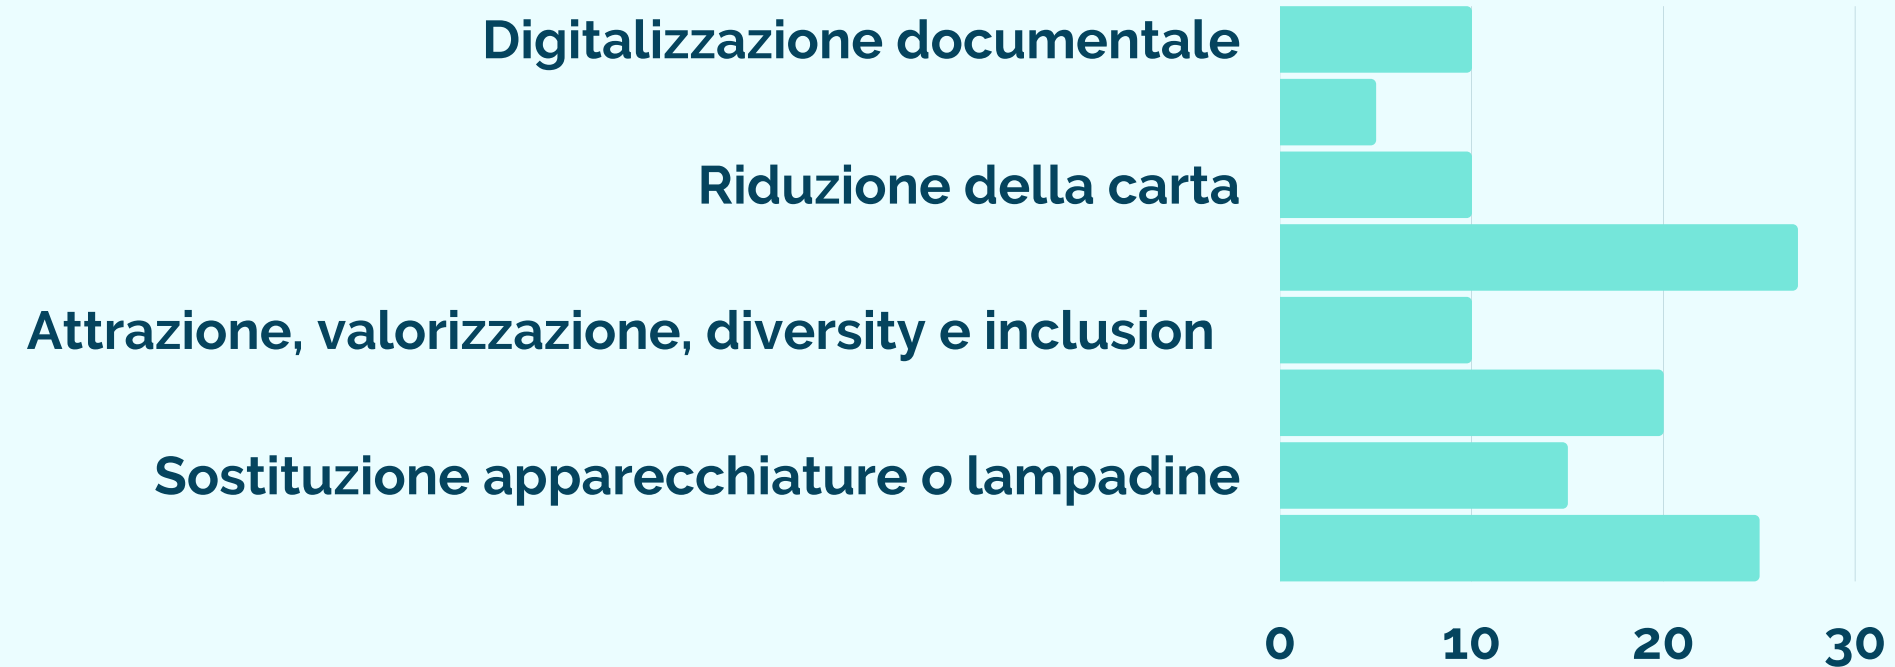 Digitalizzazione documentale
Riduzione della carta
Attrazione, valorizzazione, diversity e inclusion
Sostituzione apparecchiature o lampadine
0 10 20 30